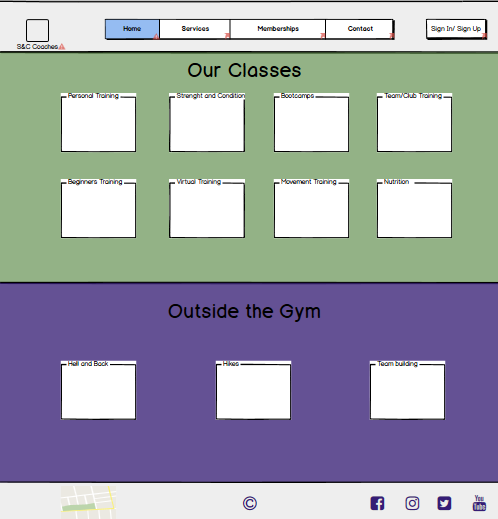 Home Services Memberships Contact Sign In/ Sign Up
S&C Coaches
Our Classes
Personal Training Strenght and Condition Bootcamps Team/Club Training
Beginners Training Virtual Training Movement Training Nutrition
Outside the Gym
Hell and Back Hikes Team building
©
You
Tube